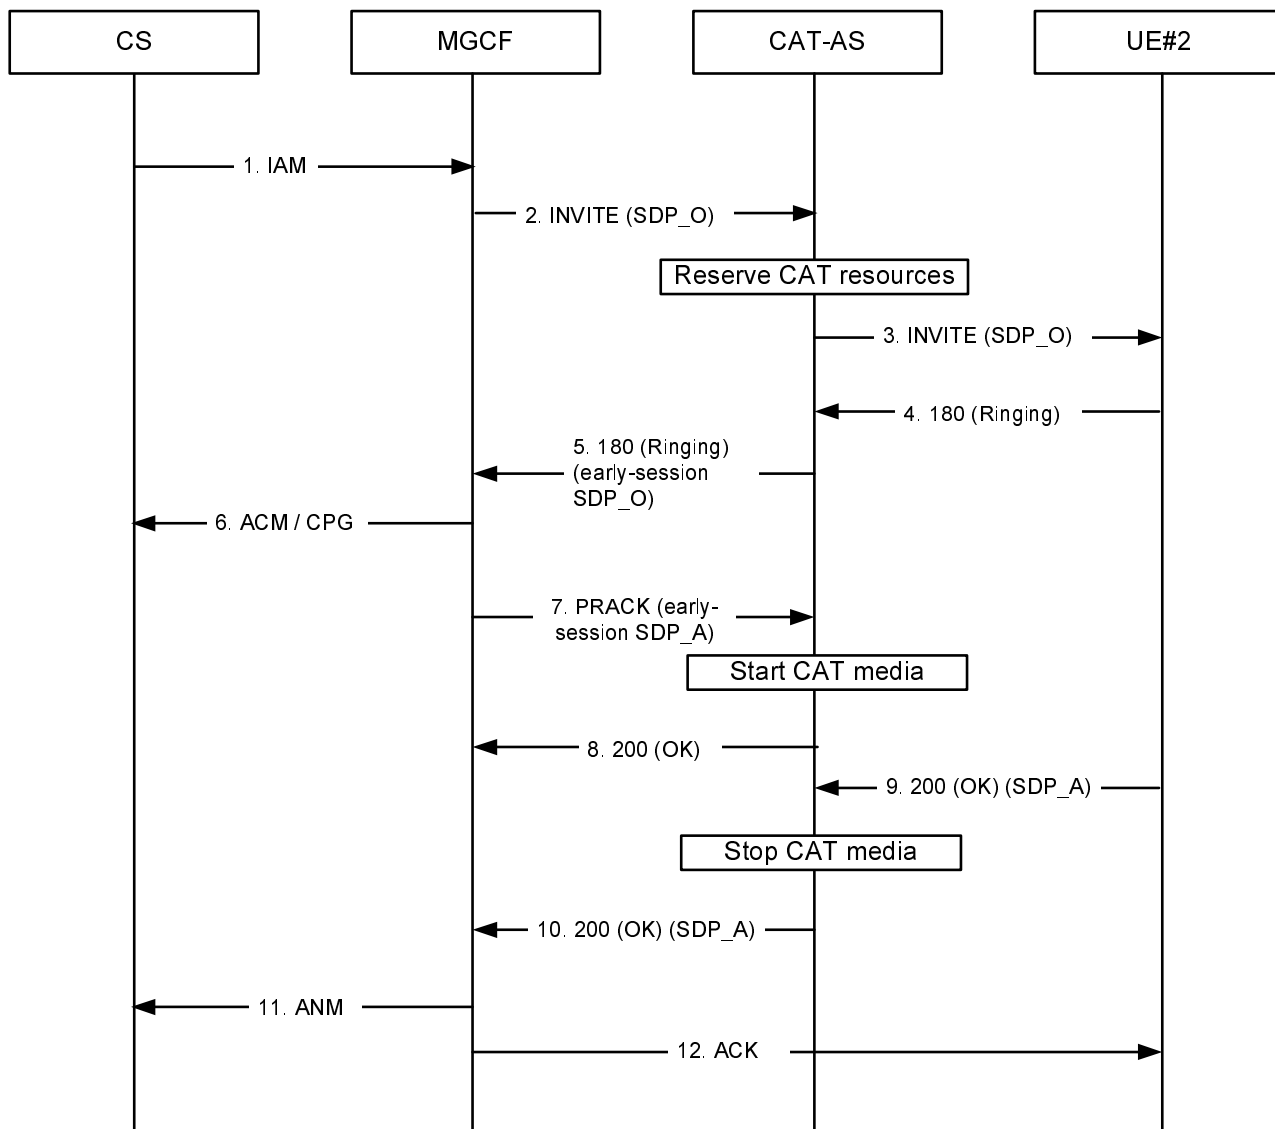 CS
MGCF
CAT-AS
UE#2
1. IAM
2. INVITE (SDP_O)
Reserve CAT resources
3. INVITE (SDP_O)
4. 180 (Ringing)
5. 180 (Ringing)
(early-session
SDP_O)
6. ACM / CPG
7. PRACK (early-
session SDP_A)
Start CAT media
8. 200 (OK)
9. 200 (OK) (SDP_A)
Stop CAT media
10. 200 (OK) (SDP_A)
11. ANM
12. ACK